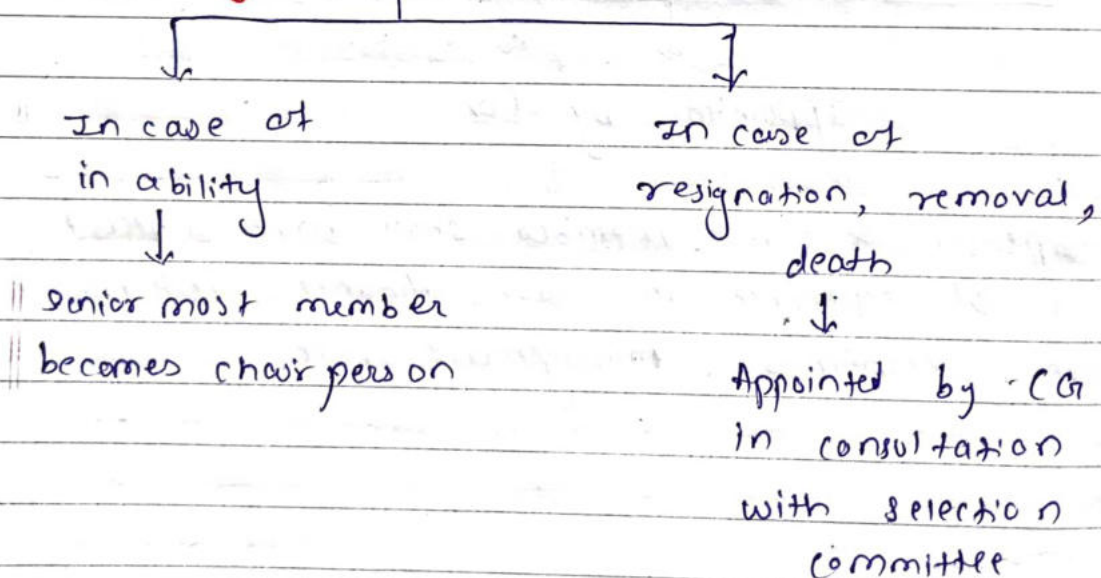 In case of
in ability
senior most member
becomes chairperson
In case of
resignation, removal,
death
Appointed by CG
in consultation
with selection
committee